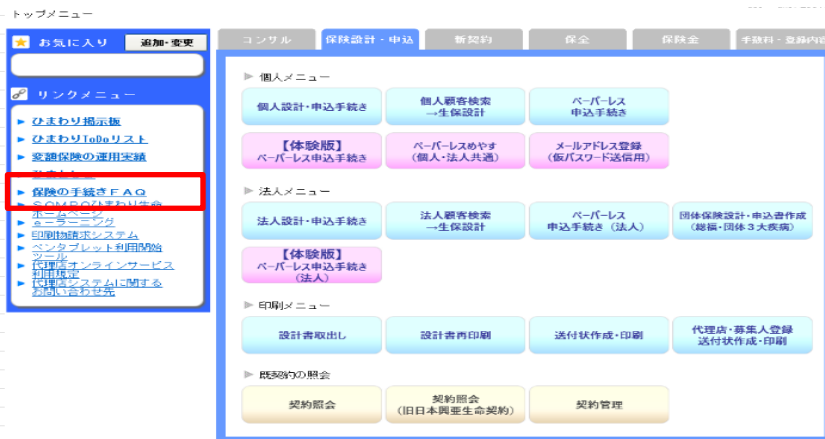 トップメニュー
お気に入り
追加・変更
リンクメニュー
ひまわり掲示板
ひまわりToDoリスト
変額保険の運用実績
保険の手続きFAQ
SOMPOひまわり生命
ホームページ
eラーニング
印刷物請求システム
ペンタブレット利用開始
ツール
代理店オンラインサービス
利用規定
代理店システムに関する
お問い合わせ先
コンサル
保険設計・申込
新契約
保全
保険金
手数料・登録内容
個人メニュー
個人設計・申込手続き
個人顧客検索
→生保設計
ペーパーレス
申込手続き
【体験版】
ペーパーレス申込手続き
ペーパーレスめやす
(個人・法人共通)
メールアドレス登録
(仮パスワード送信用)
法人メニュー
法人設計・申込手続き
法人顧客検索
→生保設計
ペーパーレス
申込手続き(法人)
団体保険設計・申込書作成
(総福・団体3大疾病)
【体験版】
ペーパーレス申込手続き
(法人)
印刷メニュー
設計書取出し
設計書再印刷
送付状作成・印刷
代理店・募集人登録
送付状作成・印刷
既契約の照会
契約照会
契約照会
(旧日本興亜生命契約)
契約管理